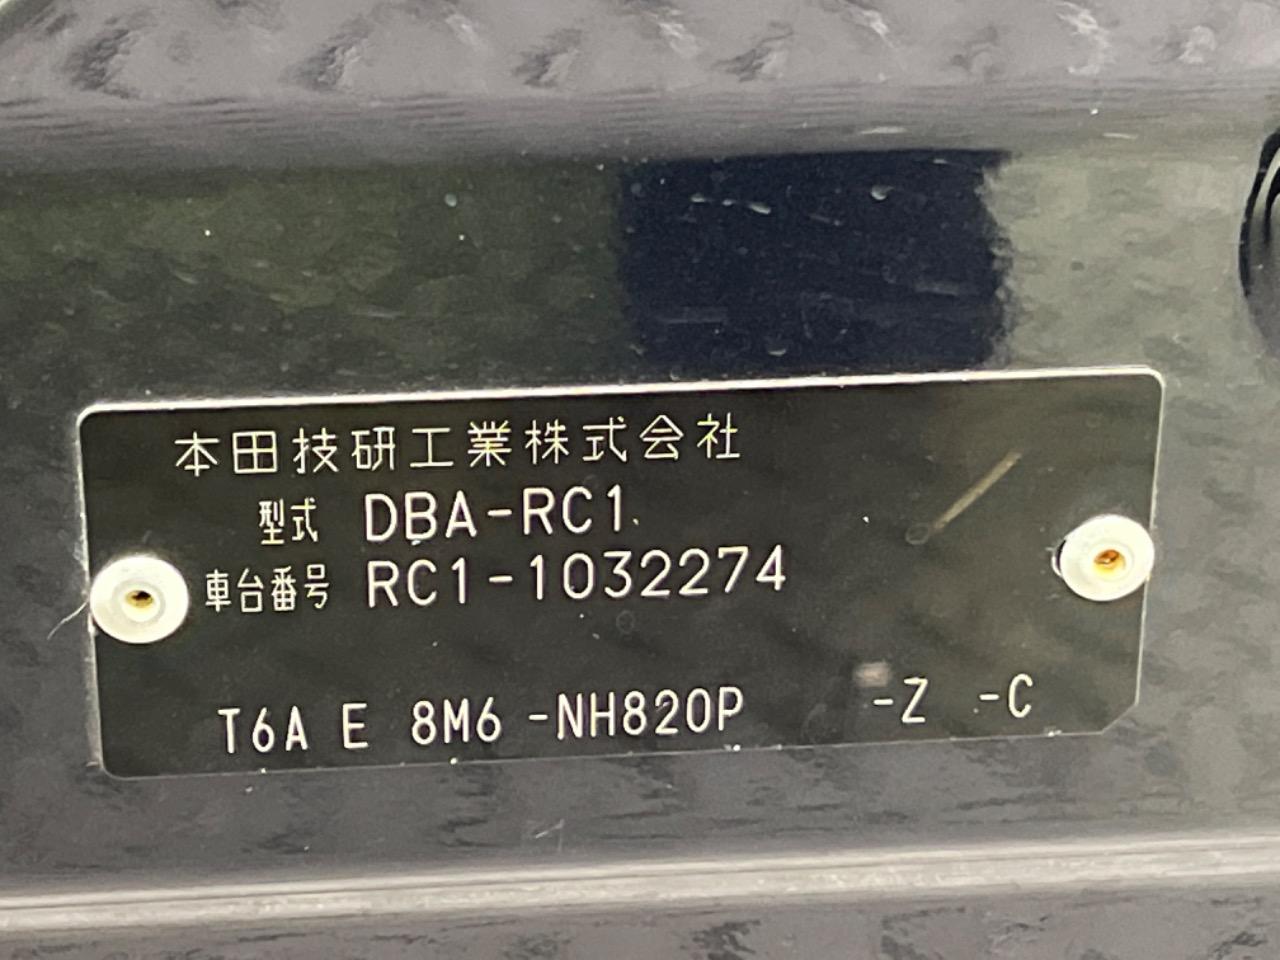 本田技研工業株式会社
型式 DBA-RC1
車台番号 RC1-1032274
T6A E 8M6 -NH820P -Z -C